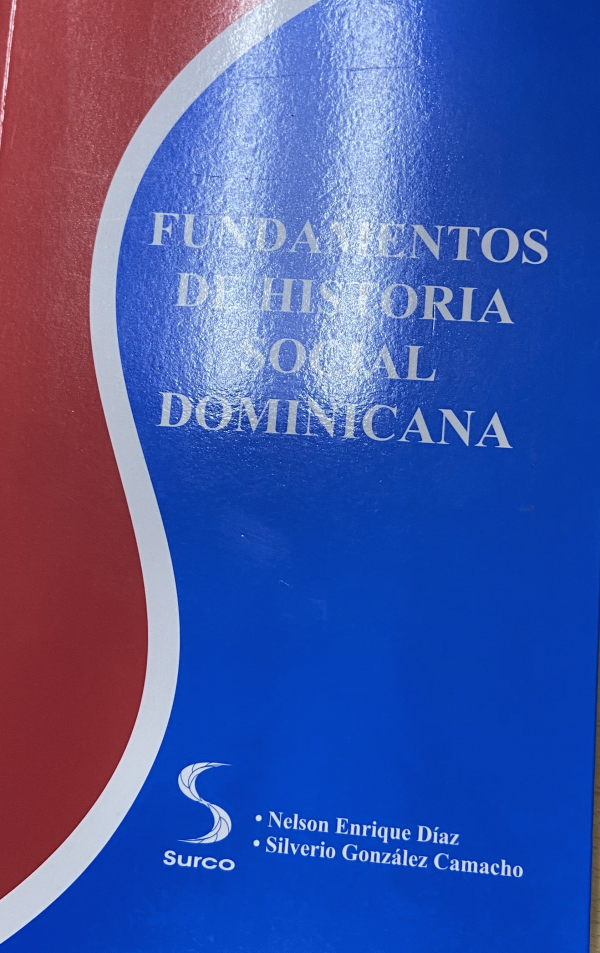 FUNDAMENTOS
DE HISTORIA
SOCIAL
DOMINICANA
Surco
• Nelson Enrique Díaz
• Silverio González Camacho